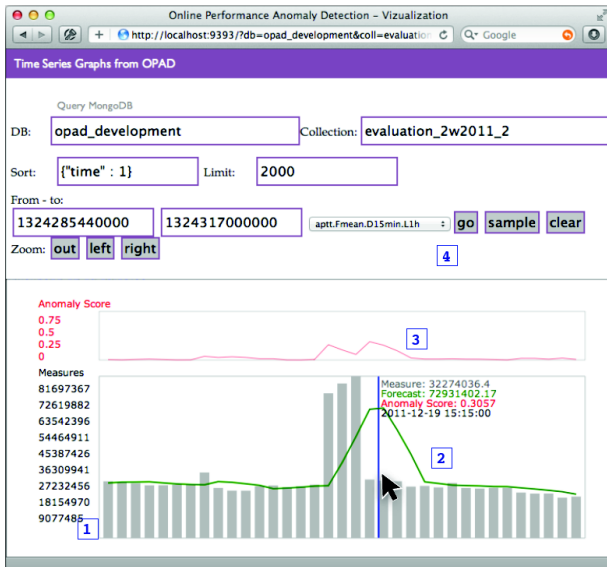 Online Performance Anomaly Detection – Vizualization
http://localhost:9393/?db=opad_development&coll=evaluation
Google
Time Series Graphs from OPAD
Query MongoDB
DB: opad_development Collection: evaluation_2w2011_2
Sort: {"time" : 1} Limit: 2000
From - to:
1324285440000 1324317000000 aptt.Fmean.D15min.L1h go sample clear
Zoom: out left right
4
Anomaly Score
0.75
0.5
0.25
0
3
Measures
81697367
72619882
63542396
54464911
45387426
36309941
27232456
18154970
9077485
Measure: 32274036.4
Forecast: 72931402.17
Anomaly Score: 0.3057
2011-12-19 15:15:00
2
1